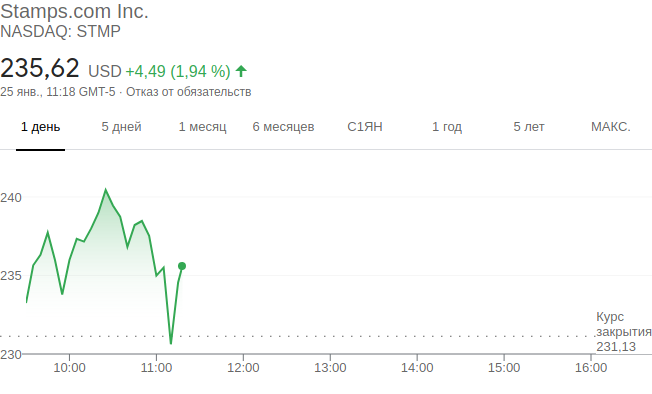 Stamps.com Inc.
NASDAQ: STMP
235,62 USD +4,49 (1,94 %)
25 янв., 11:18 GMT-5 · Отказ от обязательств
1 день 5 дней 1 месяц 6 месяцев С1ЯН 1 год 5 лет МАКС.
240
235
Курс
закрытия
231,13
230
10:00 11:00 12:00 13:00 14:00 15:00 16:00